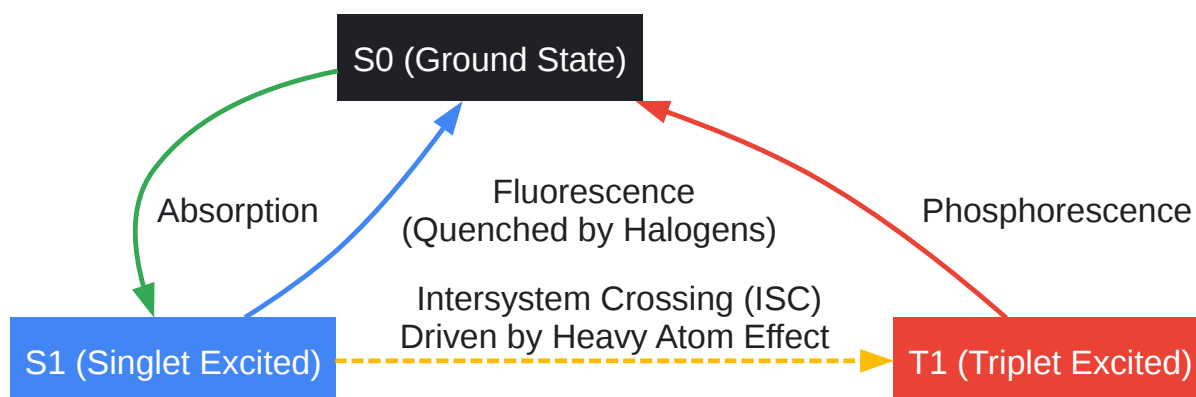 S0 (Ground State)
Absorption
Fluorescence
(Quenched by Halogens)
Phosphorescence
Intersystem Crossing (ISC)
Driven by Heavy Atom Effect
S1 (Singlet Excited)
T1 (Triplet Excited)